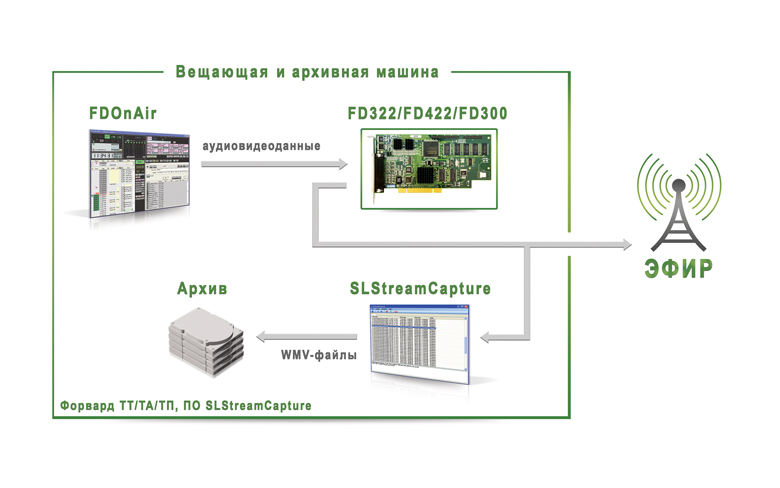 Вещающая и архивная машина
FDOnAir
FD322/FD422/FD300
аудиовидеоданные
ЭФИР
Архив
SLStreamCapture
WMV-файлы
Форвард ТТ/ТА/ТП, ПО SLStreamCapture